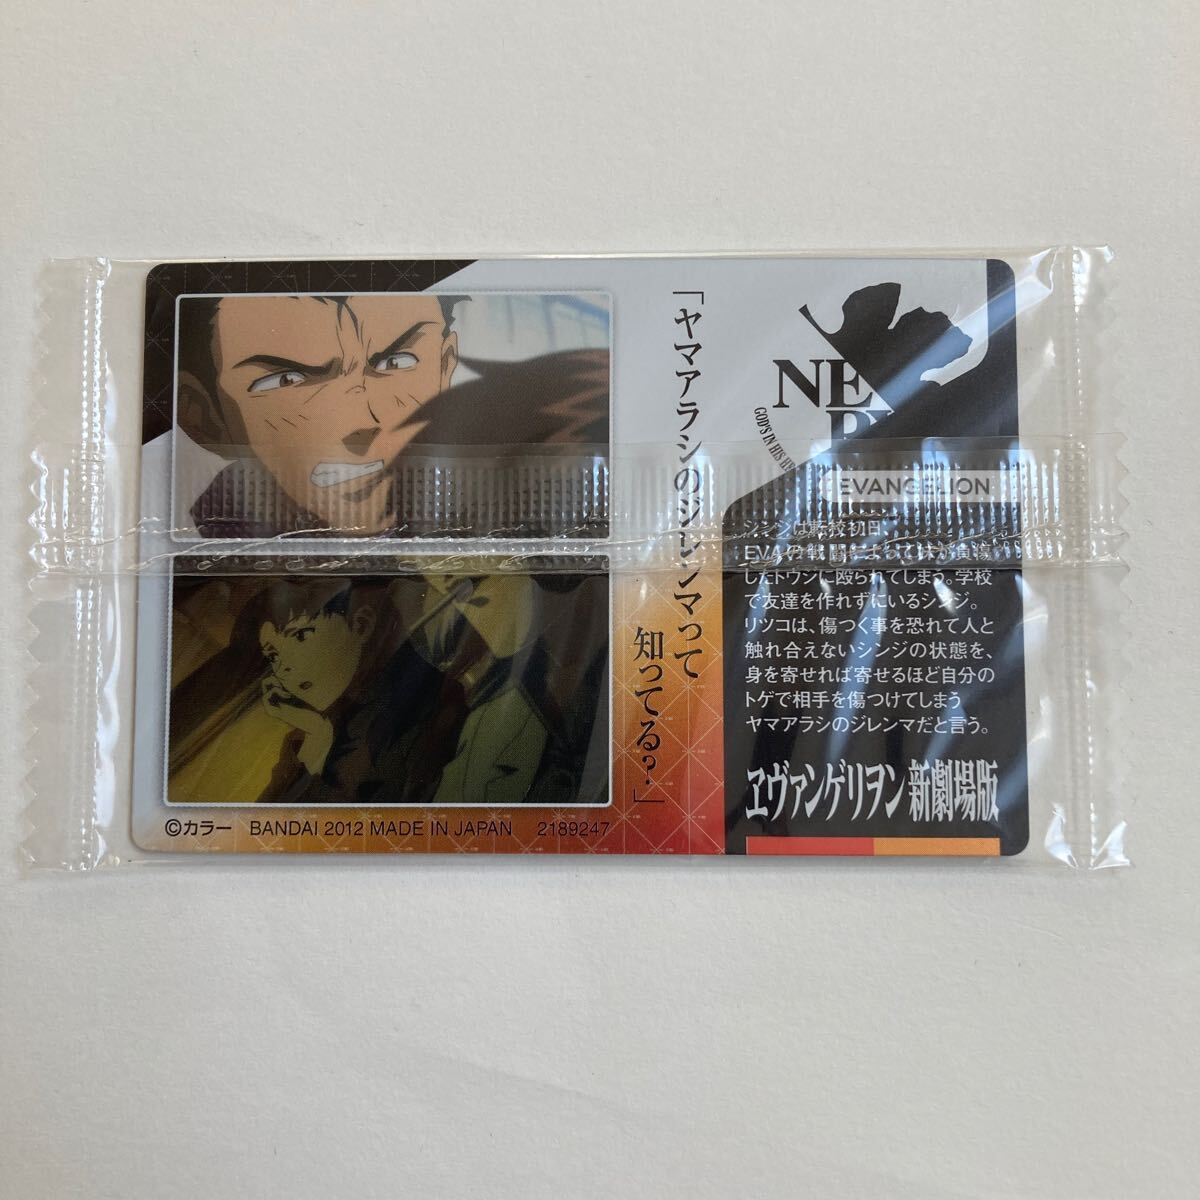 「ヤマアラシのジレンマって
知ってる?」
NE
GOD'S IN HIS HE
EVANGELION
シンジは転校初日、
EVAの戦闘によって妹が負傷
したトウジに殴られてしまう。学校
で友達を作れずにいるシンジ。
リツコは、傷つく事を恐れて人と
触れ合えないシンジの状態を、
身を寄せれば寄せるほど自分の
トゲで相手を傷つけてしまう
ヤマアラシのジレンマだと言う。
ヱヴァンゲリヲン新劇場版
©カラー BANDAI 2012 MADE IN JAPAN 2189247